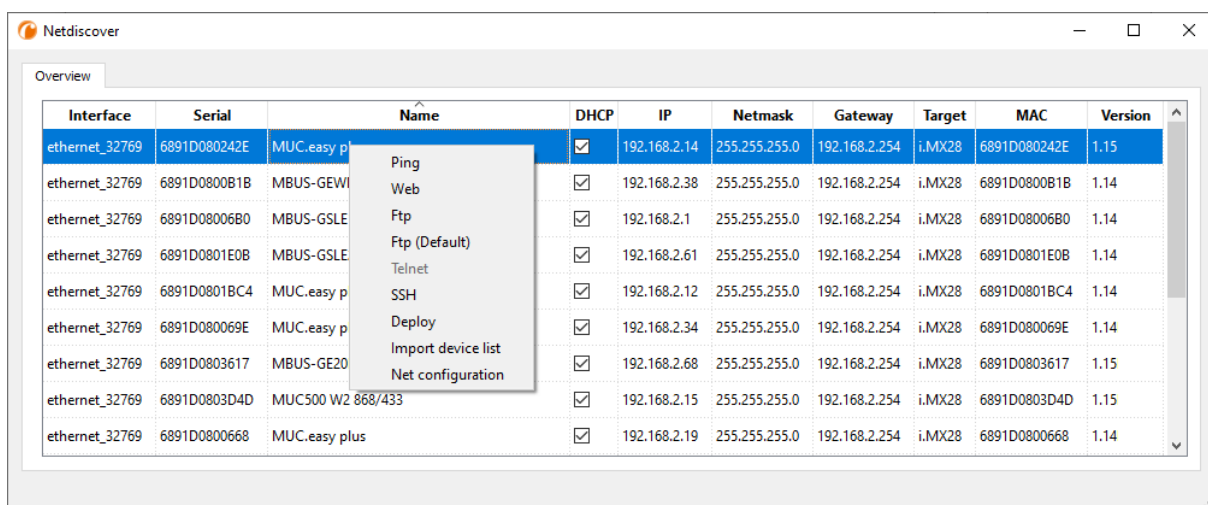 Netdiscover
Overview
Interface Serial Name DHCP IP Netmask Gateway Target MAC Version
ethernet_32769 6891D080242E MUC.easy pl 192.168.2.14 255.255.255.0 192.168.2.254 i.MX28 6891D080242E 1.15
ethernet_32769 6891D0800B1B MBUS-GEW 192.168.2.38 255.255.255.0 192.168.2.254 i.MX28 6891D0800B1B 1.14
ethernet_32769 6891D08006B0 MBUS-GSLE 192.168.2.1 255.255.255.0 192.168.2.254 i.MX28 6891D08006B0 1.14
ethernet_32769 6891D0801E0B MBUS-GSLE 192.168.2.61 255.255.255.0 192.168.2.254 i.MX28 6891D0801E0B 1.14
ethernet_32769 6891D0801BC4 MUC.easy p 192.168.2.12 255.255.255.0 192.168.2.254 i.MX28 6891D0801BC4 1.14
ethernet_32769 6891D080069E MUC.easy p 192.168.2.34 255.255.255.0 192.168.2.254 i.MX28 6891D080069E 1.14
ethernet_32769 6891D0803617 MBUS-GE20 192.168.2.68 255.255.255.0 192.168.2.254 i.MX28 6891D0803617 1.15
ethernet_32769 6891D0803D4D MUC500 W2 868/433 192.168.2.15 255.255.255.0 192.168.2.254 i.MX28 6891D0803D4D 1.15
ethernet_32769 6891D0800668 MUC.easy plus 192.168.2.19 255.255.255.0 192.168.2.254 i.MX28 6891D0800668 1.14
Ping
Web
Ftp
Ftp (Default)
Telnet
SSH
Deploy
Import device list
Net configuration